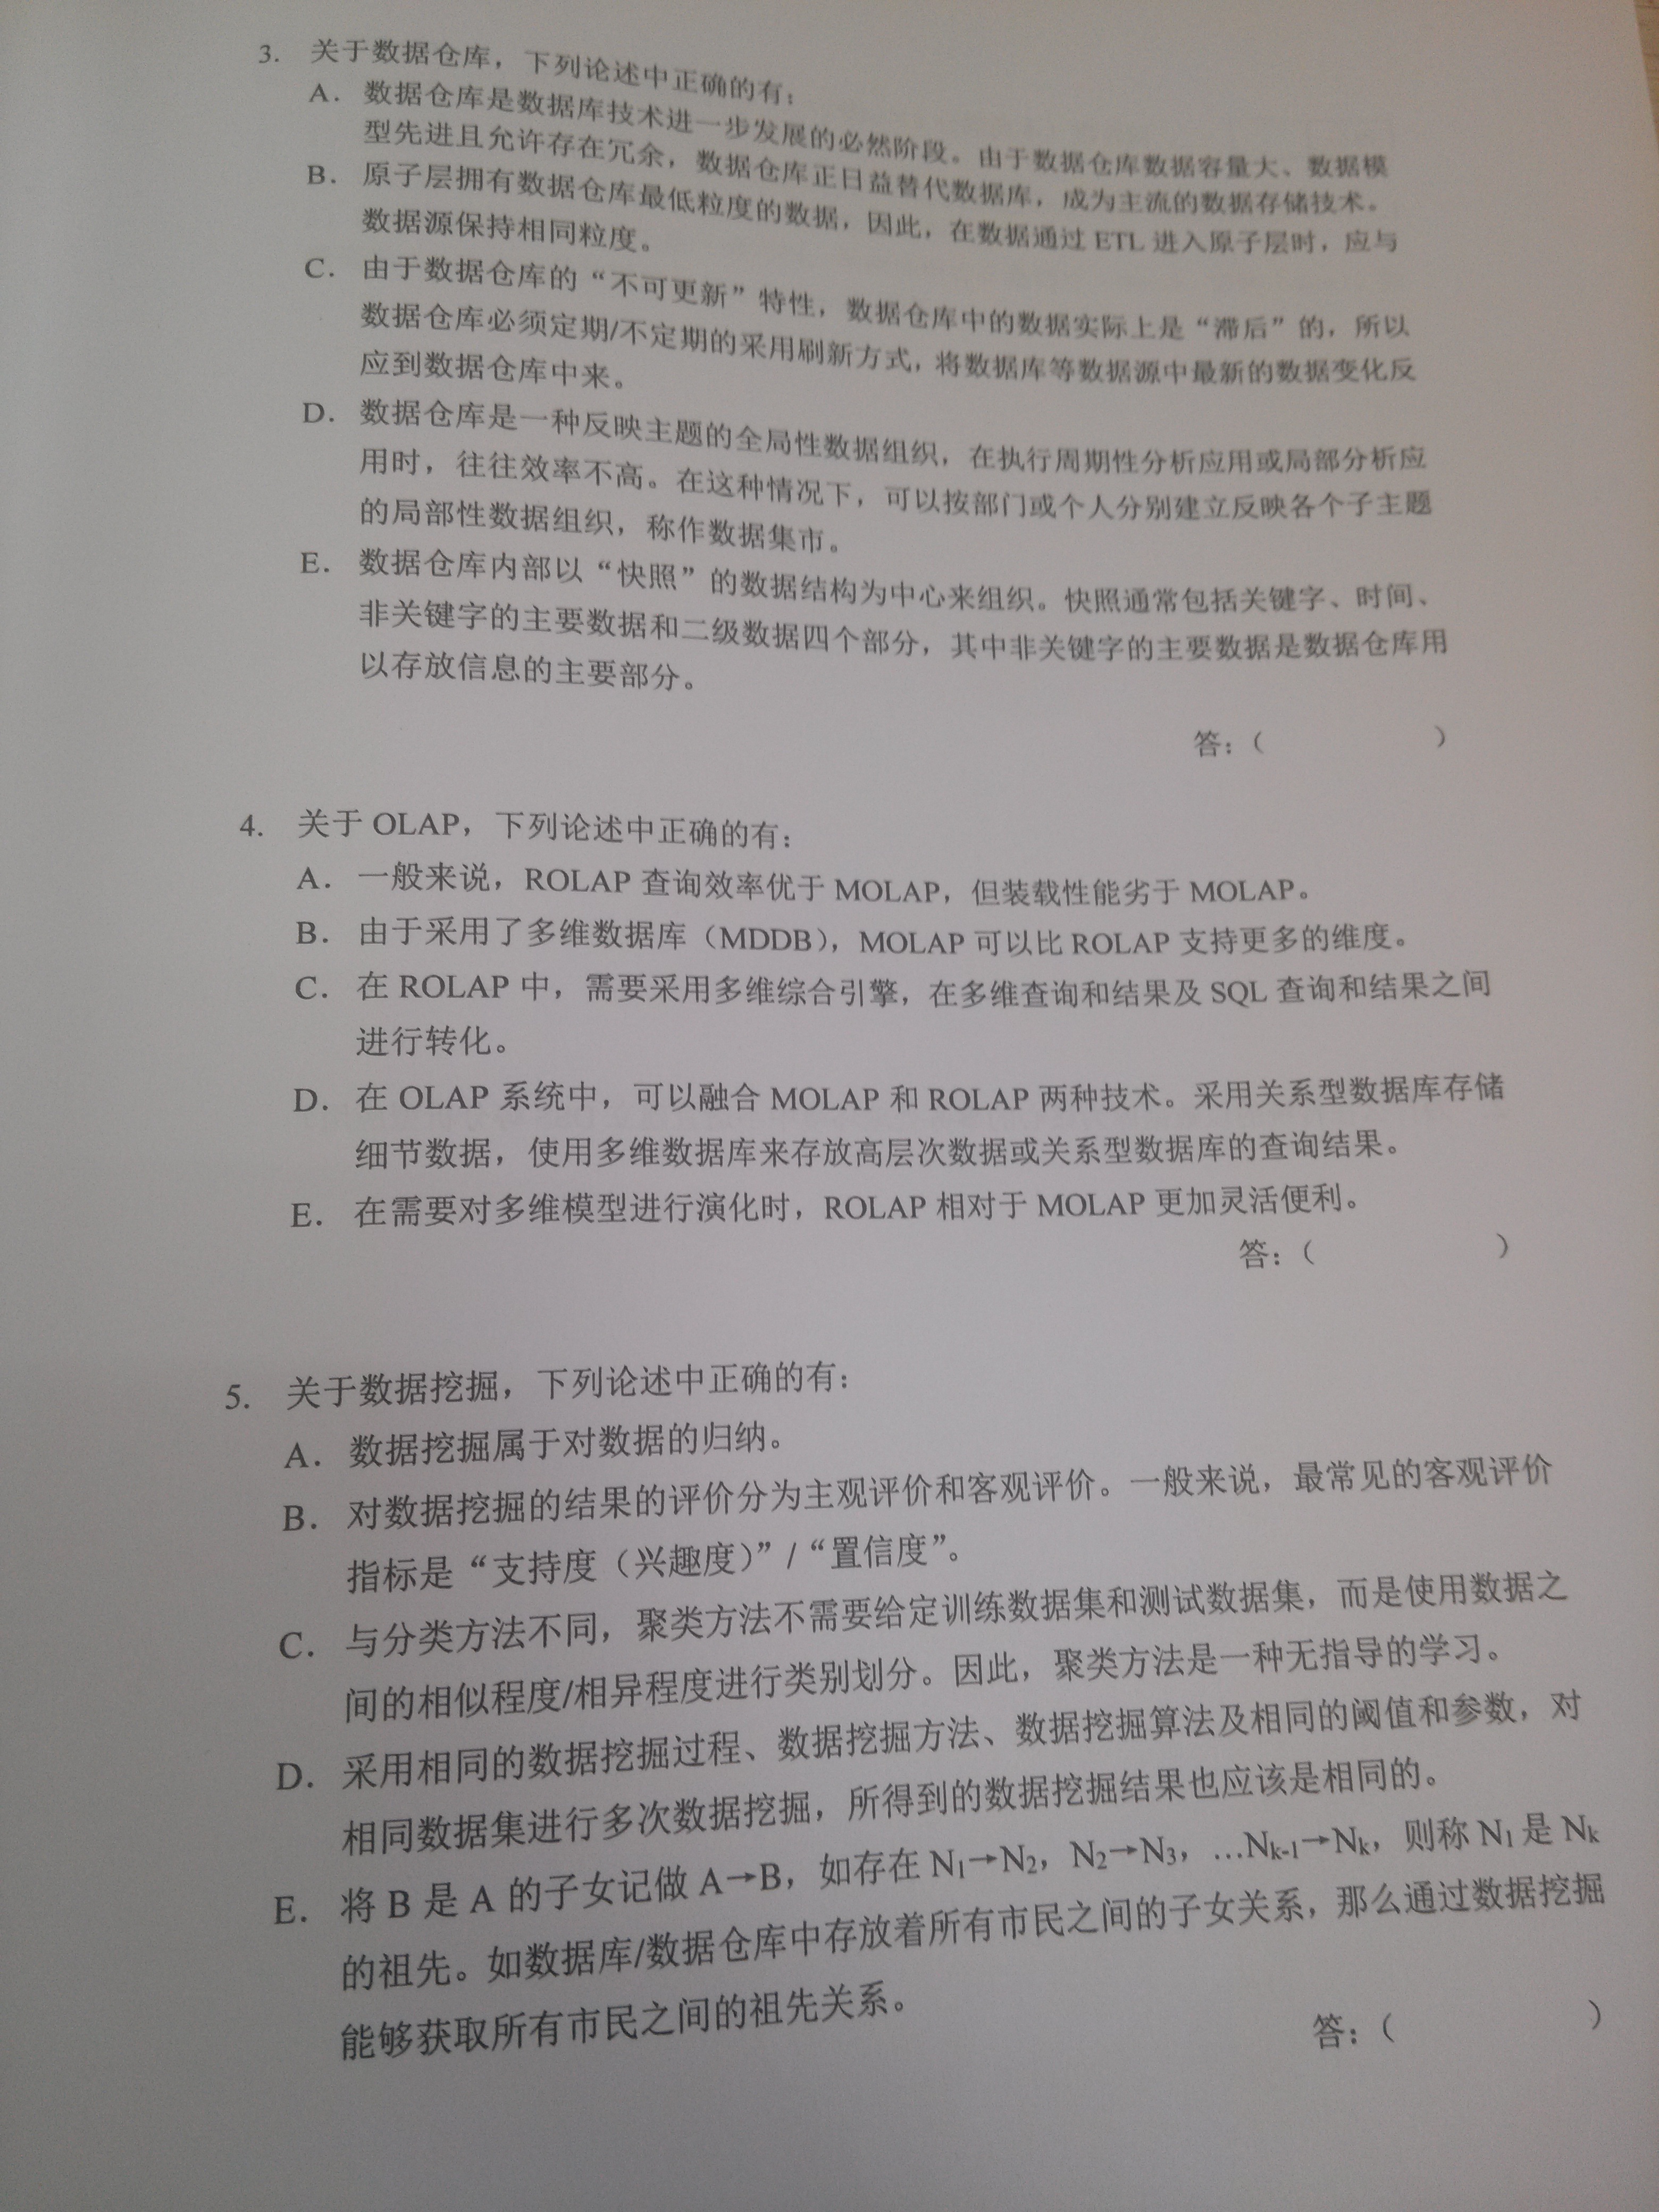 3. 关于数据仓库，下列论述中正确的有：
A. 数据仓库是数据库技术进一步发展的必然阶段。由于数据仓库数据容量大、数据模
型先进且允许存在冗余，数据仓库正日益替代数据库，成为主流的数据存储技术。
B. 原子层拥有数据仓库最低粒度的数据，因此，在数据通过 ETL 进入原子层时，应与
数据源保持相同粒度。
C. 由于数据仓库的“不可更新”特性，数据仓库中的数据实际上是“滞后”的，所以
数据仓库必须定期/不定期的采用刷新方式，将数据库等数据源中最新的数据变化反
应到数据仓库中来。
D. 数据仓库是一种反映主题的全局性数据组织，在执行周期性分析应用或局部分析应
用时，往往效率不高。在这种情况下，可以按部门或个人分别建立反映各个子主题
的局部性数据组织，称作数据集市。
E. 数据仓库内部以“快照”的数据结构为中心来组织。快照通常包括关键字、时间、
非关键字的主要数据和二级数据四个部分，其中非关键字的主要数据是数据仓库用
以存放信息的主要部分。
答：（ ）
4. 关于 OLAP，下列论述中正确的有：
A. 一般来说，ROLAP 查询效率优于 MOLAP，但装载性能劣于 MOLAP。
B. 由于采用了多维数据库（MDDB），MOLAP 可以比 ROLAP 支持更多的维度。
C. 在 ROLAP 中，需要采用多维综合引擎，在多维查询和结果及 SQL 查询和结果之间
进行转化。
D. 在 OLAP 系统中，可以融合 MOLAP 和 ROLAP 两种技术。采用关系型数据库存储
细节数据，使用多维数据库来存放高层次数据或关系型数据库的查询结果。
E. 在需要对多维模型进行演化时，ROLAP 相对于 MOLAP 更加灵活便利。
答：（ ）
5. 关于数据挖掘，下列论述中正确的有：
A. 数据挖掘属于对数据的归纳。
B. 对数据挖掘的结果的评价分为主观评价和客观评价。一般来说，最常见的客观评价
指标是“支持度（兴趣度）” / “置信度”。
C. 与分类方法不同，聚类方法不需要给定训练数据集和测试数据集，而是使用数据之
间的相似程度/相异程度进行类别划分。因此，聚类方法是一种无指导的学习。
D. 采用相同的数据挖掘过程、数据挖掘方法、数据挖掘算法及相同的阈值和参数，对
相同数据集进行多次数据挖掘，所得到的数据挖掘结果也应该是相同的。
E. 将 B 是 A 的子女记做 A→B，如存在 N1→N2，N2→N3，…Nk-1→Nk，则称 N1 是 Nk
的祖先。如数据库/数据仓库中存放着所有市民之间的子女关系，那么通过数据挖掘
能够获取所有市民之间的祖先关系。
答：（ ）